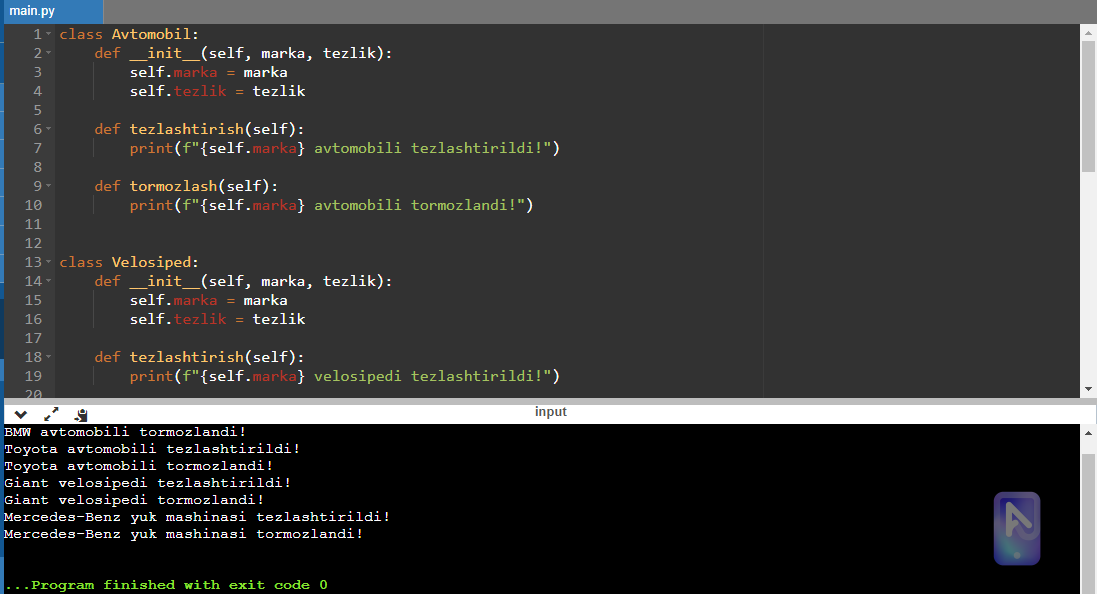 main.py
1 class Avtomobil:
2     def __init__(self, marka, tezlik):
3         self.marka = marka
4         self.tezlik = tezlik
5
6     def tezlashtirish(self):
7         print(f"{self.marka} avtomobili tezlashtirildi!")
8
9     def tormozlash(self):
10         print(f"{self.marka} avtomobili tormozlandi!")
11
12
13 class Velosiped:
14     def __init__(self, marka, tezlik):
15         self.marka = marka
16         self.tezlik = tezlik
17
18     def tezlashtirish(self):
19         print(f"{self.marka} velosipedi tezlashtirildi!")
20
input
BMW avtomobili tormozlandi!
Toyota avtomobili tezlashtirildi!
Toyota avtomobili tormozlandi!
Giant velosipedi tezlashtirildi!
Giant velosipedi tormozlandi!
Mercedes-Benz yuk mashinasi tezlashtirildi!
Mercedes-Benz yuk mashinasi tormozlandi!
...Program finished with exit code 0